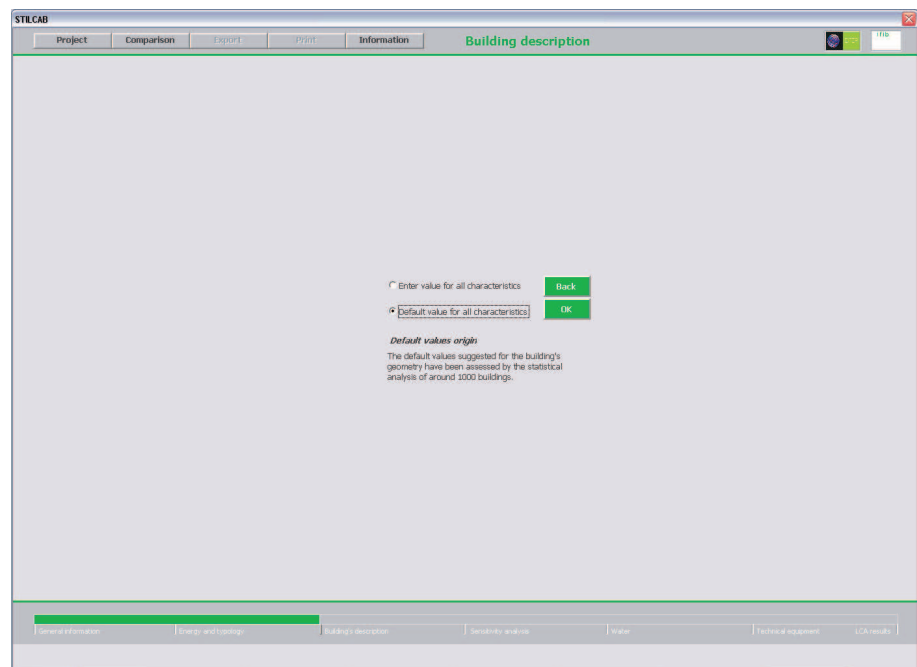 STILCAB
Project Comparison Export Print Information Building description
ifib
Enter value for all characteristics Back
Default value for all characteristics OK
Default values origin
The default values suggested for the building's
geometry have been assessed by the statistical
analysis of around 1000 buildings.
General information Energy and typology Building's description Sensitivity analysis Water Technical equipment LCA results